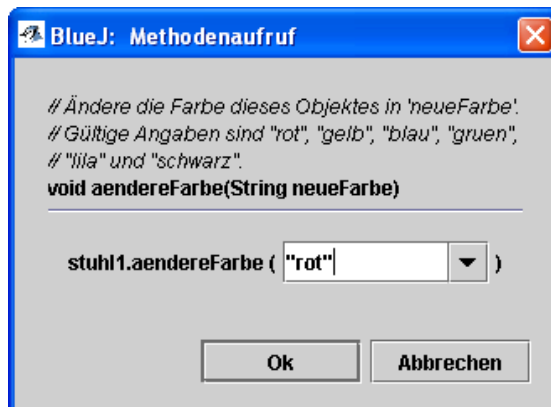 BlueJ: Methodenaufruf
// Ändere die Farbe dieses Objektes in 'neueFarbe'.
// Gültige Angaben sind "rot", "gelb", "blau", "gruen",
// "lila" und "schwarz".
void aendereFarbe(String neueFarbe)
stuhl1.aendereFarbe ( "rot" )
Ok Abbrechen